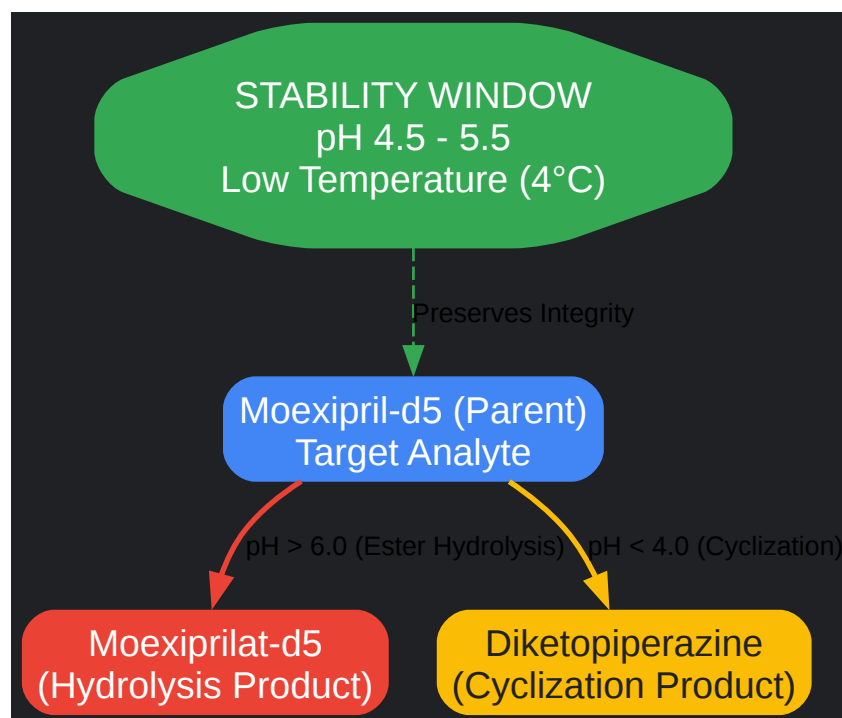 STABILITY WINDOW
pH 4.5 - 5.5
Low Temperature (4°C)
Preserves Integrity
Moexipril-d5 (Parent)
Target Analyte
pH > 6.0 (Ester Hydrolysis)
pH < 4.0 (Cyclization)
Moexiprilat-d5
(Hydrolysis Product)
Diketopiperazine
(Cyclization Product)